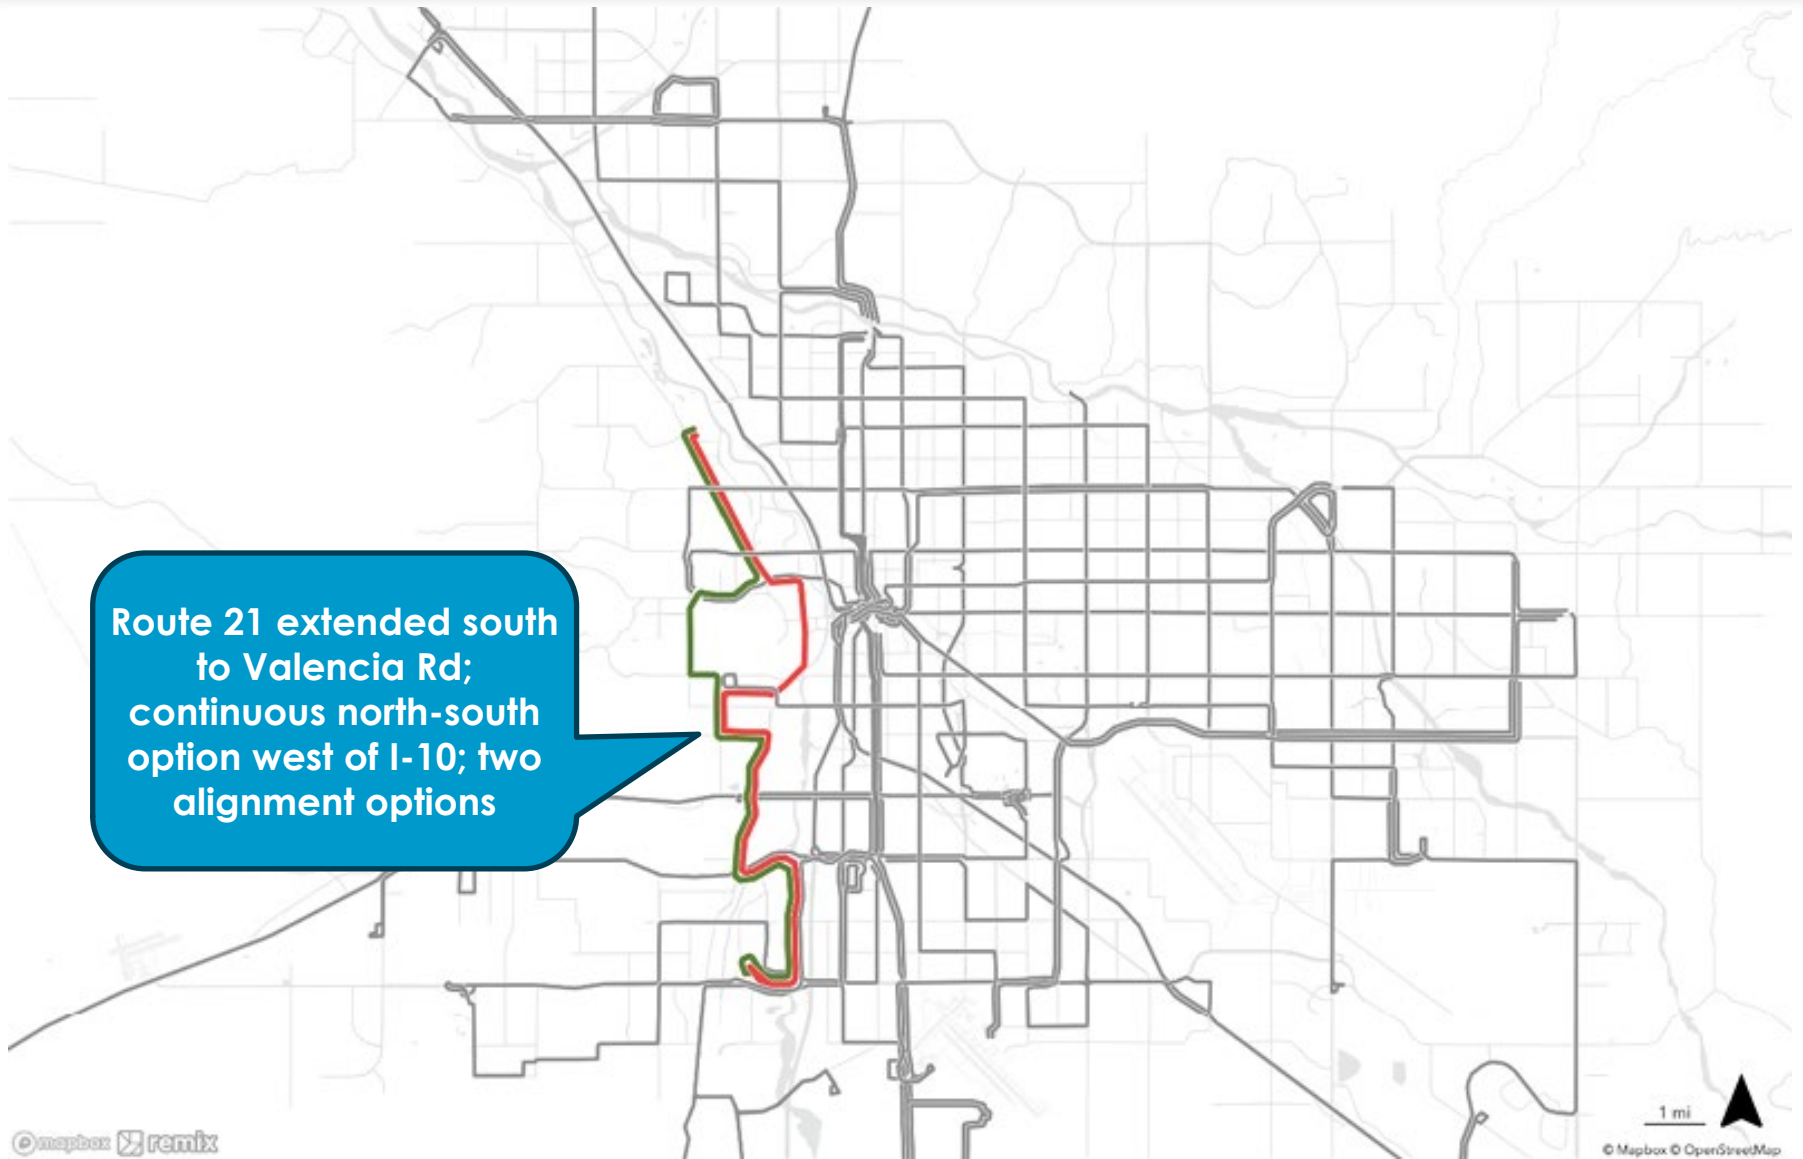 Route 21 extended south
to Valencia Rd;
continuous north-south
option west of I-10; two
alignment options
1 mi
mapbox remix
© Mapbox © OpenStreetMap